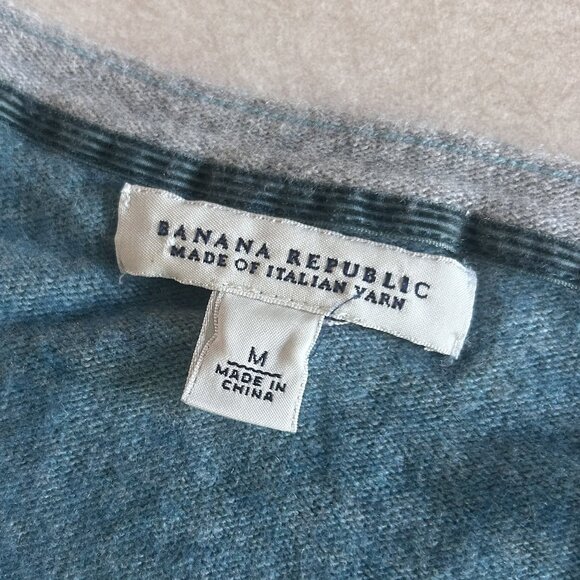 BANANA REPUBLIC
MADE OF ITALIAN YARN
M
MADE IN
CHINA